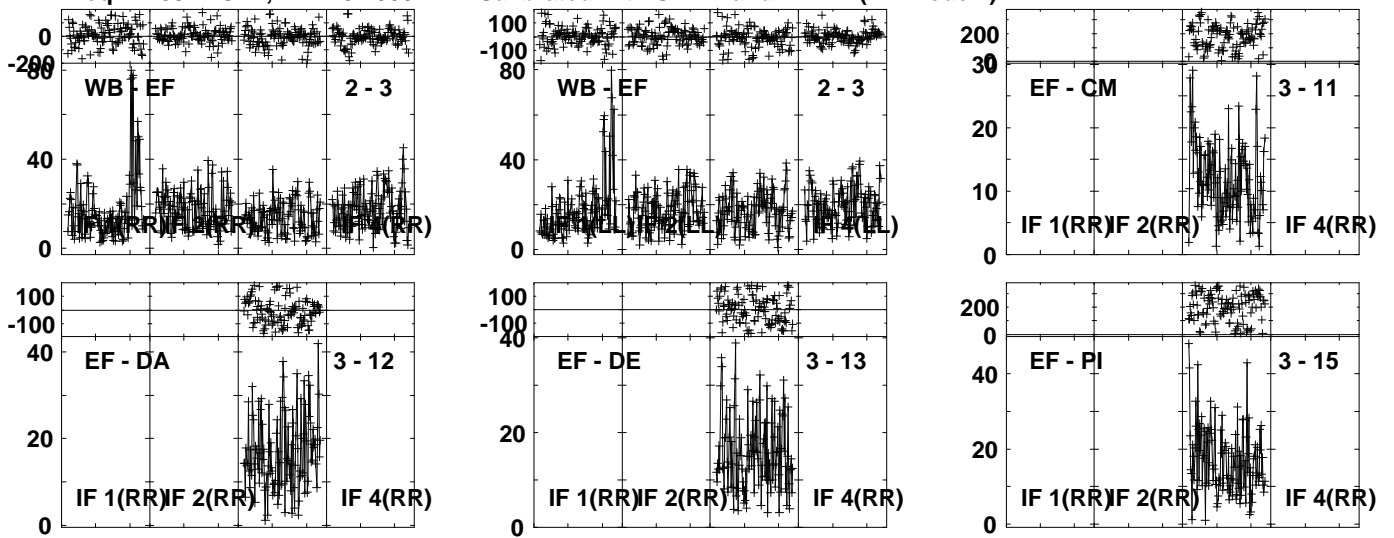 0
-200
80
40
0
WB - EF
2 - 3
IF 2(RR)
IF 4(RR)
100
-100
80
40
0
WB - EF
2 - 3
IF 2(LL)
IF 4(LL)
200
0
30
20
10
0
EF - CM
3 - 11
IF 1(RR)
IF 2(RR)
IF 4(RR)
100
-100
40
20
0
EF - DA
3 - 12
IF 1(RR)
IF 2(RR)
IF 4(RR)
100
-100
40
20
0
EF - DE
3 - 13
IF 1(RR)
IF 2(RR)
IF 4(RR)
200
0
40
20
0
EF - PI
3 - 15
IF 1(RR)
IF 2(RR)
IF 4(RR)